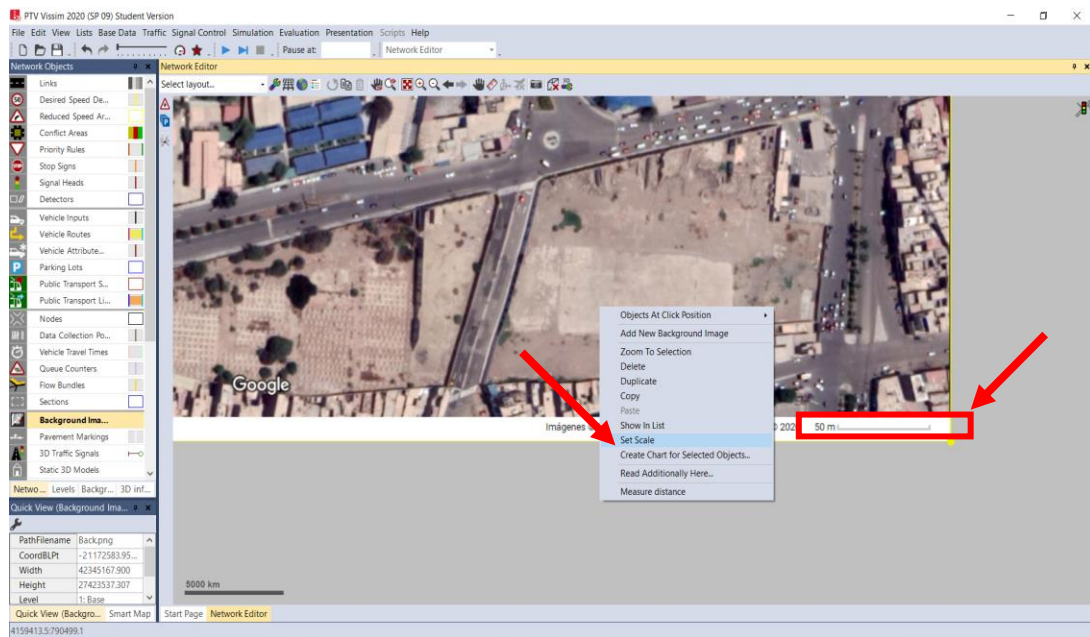 PTV Vissim 2020 (SP 09) Student Version
File Edit View Lists Base Data Traffic Signal Control Simulation Evaluation Presentation Scripts Help
Pause at: Network Editor
Network Objects
Links
Desired Speed De...
Reduced Speed Ar...
Conflict Areas
Priority Rules
Stop Signs
Signal Heads
Detectors
Vehicle Inputs
Vehicle Routes
Vehicle Attribute...
Parking Lots
Public Transport S...
Public Transport Li...
Nodes
Data Collection Po...
Vehicle Travel Times
Queue Counters
Flow Bundles
Sections
Background Ima...
Pavement Markings
3D Traffic Signals
Static 3D Models
Netwo... Levels Backgr... 3D inf...
Quick View (Background Ima...
PathFilename Back.png
CoordBLPt -21172583.95...
Width 42345167.900
Height 27423537.307
Level 1: Base
Quick View (Backgro... Smart Map
Network Editor
Select layout...
Google
Imágenes
202
50 m
Objects At Click Position
Add New Background Image
Zoom To Selection
Delete
Duplicate
Copy
Paste
Show In List
Set Scale
Create Chart for Selected Objects...
Read Additionally Here...
Measure distance
5000 km
Start Page Network Editor
4159413.5:790499.1